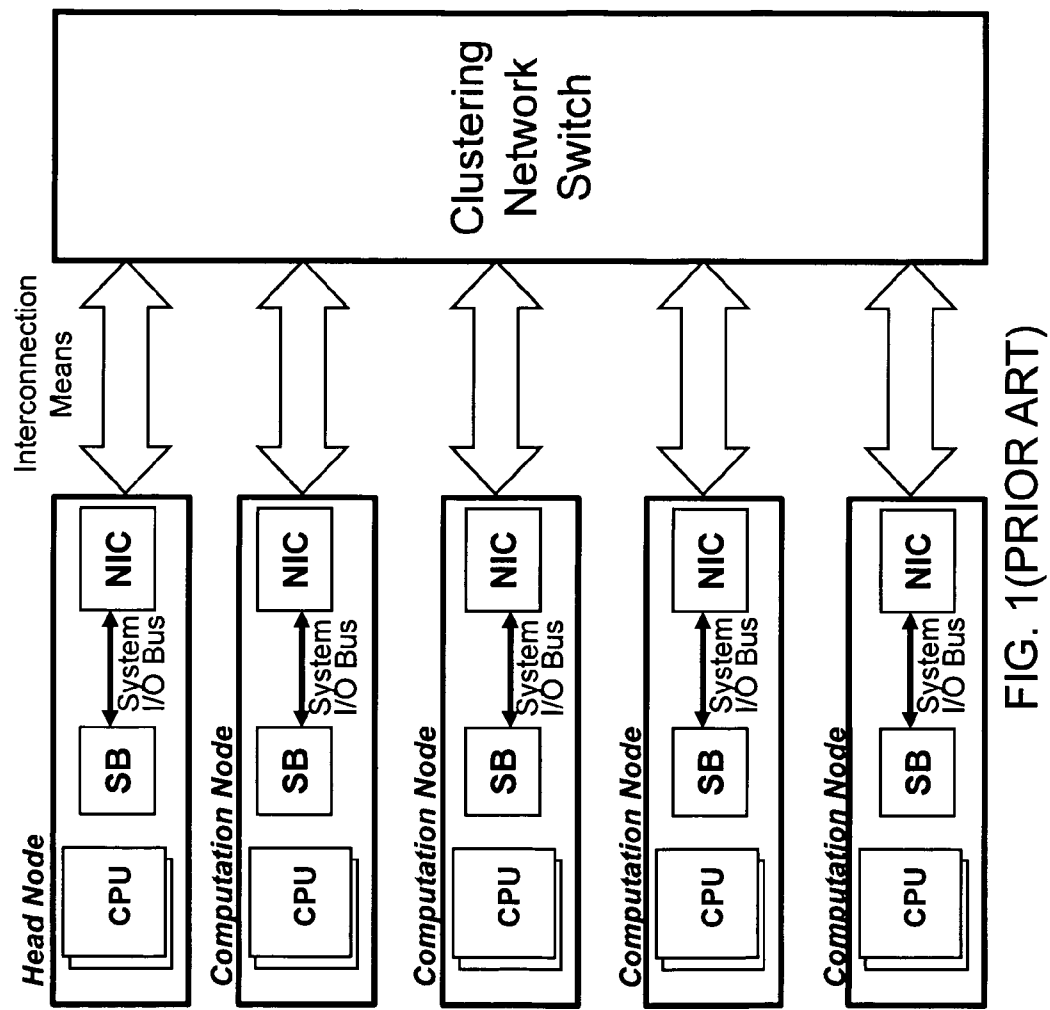 Head Node
CPU
SB
System
I/O Bus
NIC
Interconnection
Means
Computation Node
CPU
SB
System
I/O Bus
NIC
Computation Node
CPU
SB
System
I/O Bus
NIC
Computation Node
CPU
SB
System
I/O Bus
NIC
Computation Node
CPU
SB
System
I/O Bus
NIC
Clustering
Network
Switch
FIG. 1(PRIOR ART)